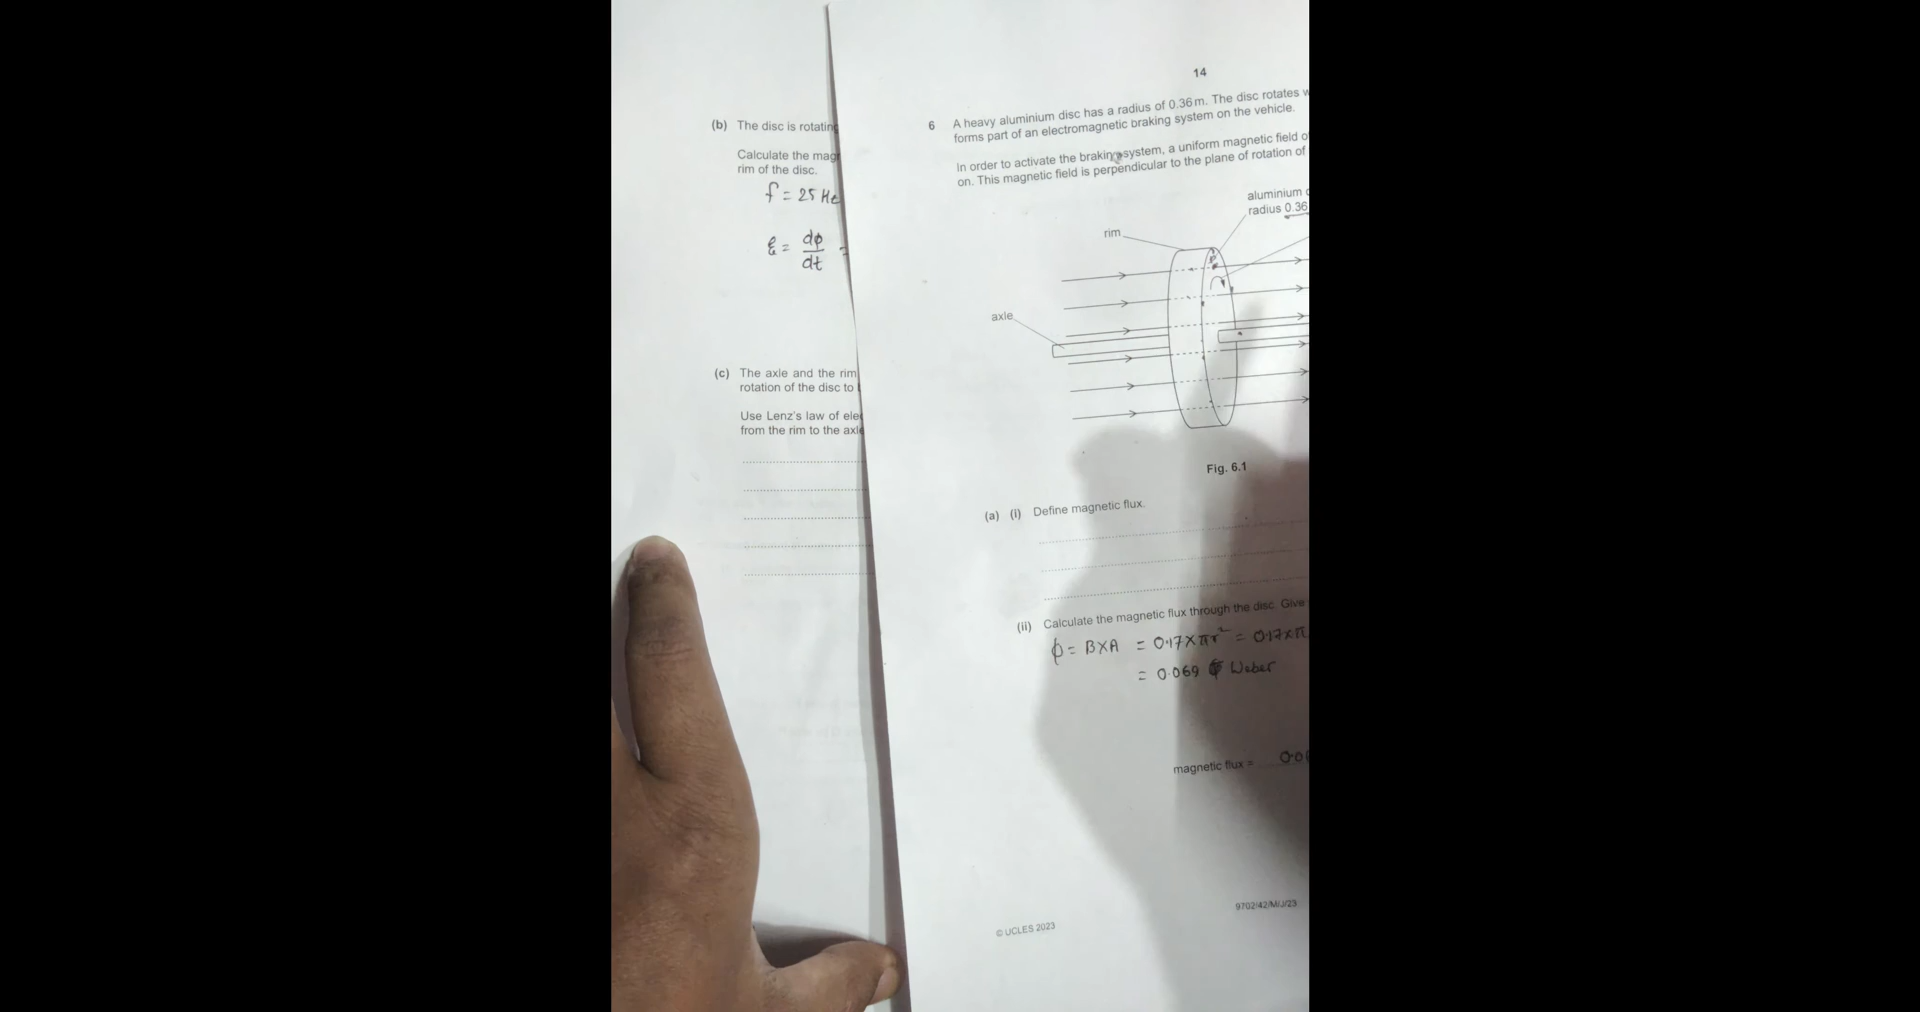 (b) The disc is rotating
Calculate the mag
rim of the disc.
f = 25 Hz
ε = dφ/dt =
(c) The axle and the rim
rotation of the disc to
Use Lenz's law of ele
from the rim to the axle
14
6 A heavy aluminium disc has a radius of 0.36 m. The disc rotates w
forms part of an electromagnetic braking system on the vehicle.
In order to activate the braking system, a uniform magnetic field o
on. This magnetic field is perpendicular to the plane of rotation of
aluminium
radius 0.36
rim
axle
Fig. 6.1
(a) (i) Define magnetic flux.
(ii) Calculate the magnetic flux through the disc. Give
φ = B×A = 0.17×πr² = 0.17×π
= 0.069 Weber
magnetic flux = 0.0
9702/42/M/J/23
© UCLES 2023